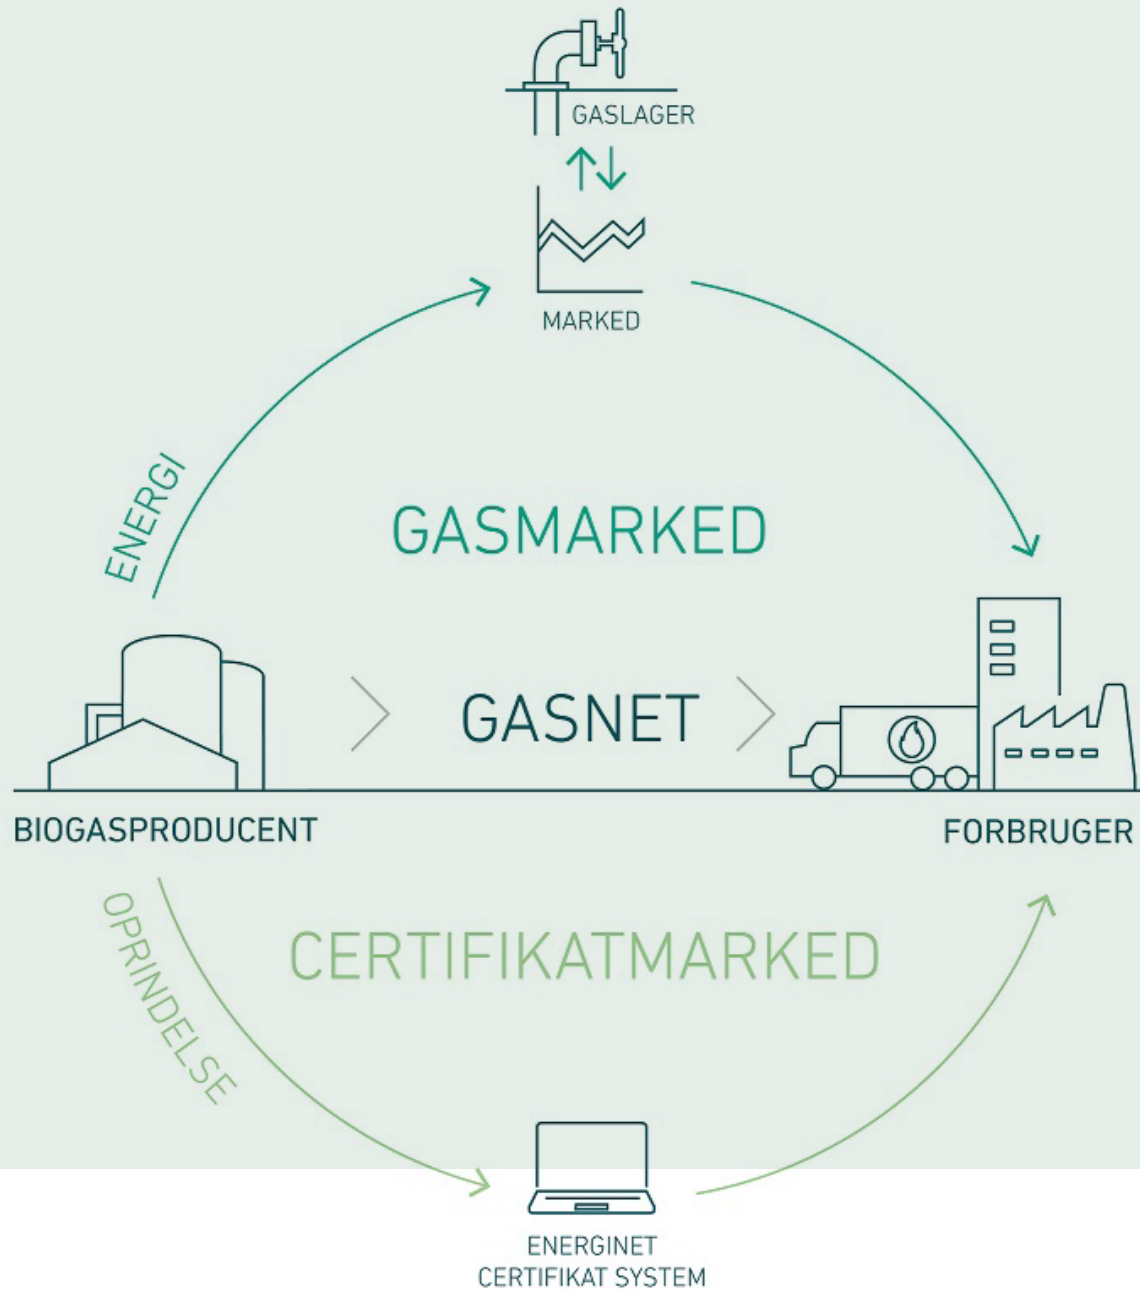 GASLAGER
MARKED
ENERGI
GASMARKED
GASNET
BIOGASPRODUCENT
FORBRUGER
OPRINDELSE
CERTIFIKATMARKED
ENERGINET
CERTIFIKAT SYSTEM